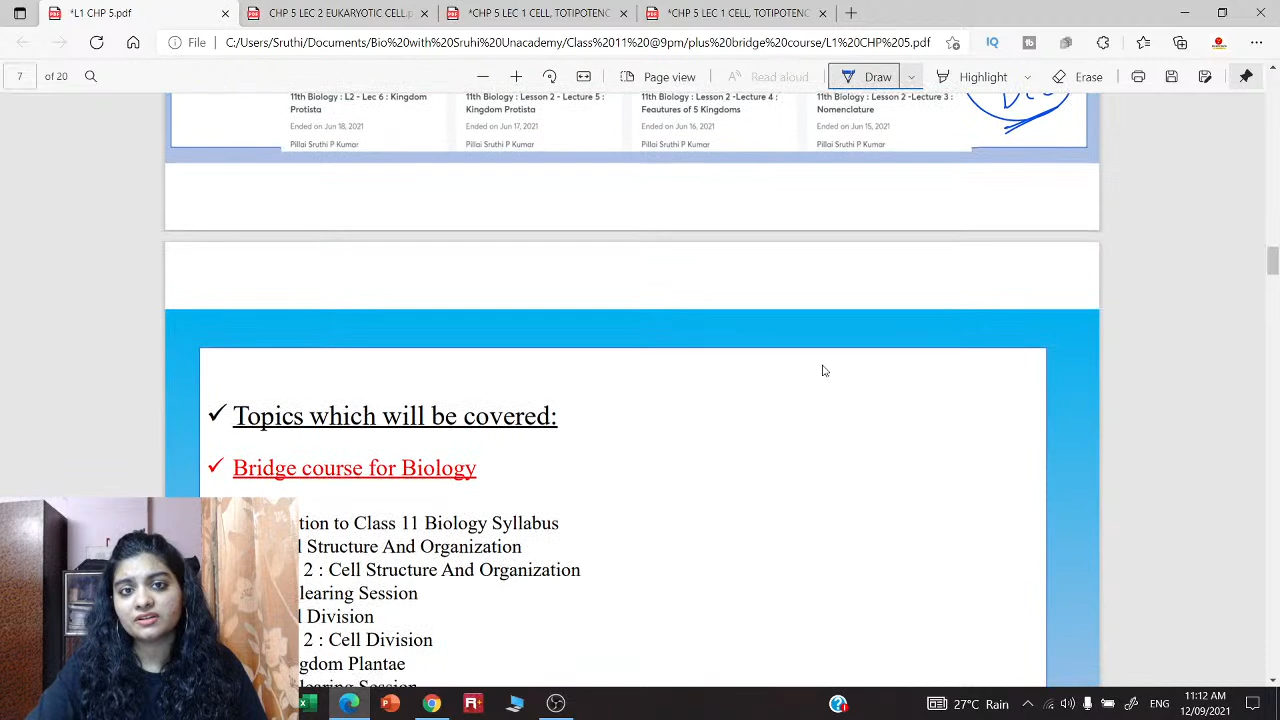 *L1 CHP 5.pdf
CHP 5 LEC 2 EUKARYOTIC CELL.p
*CHP 5 LEC 1 CELL TOTIPOTENC
*CHP 5 LEC 1 CELL TOTIPOTENC
File
C:/Users/Sruthi/Documents/Bio%20with%20Sruhi%20Unacademy/Class%2011%20@9pm/plus%20bridge%20course/L1%20CHP%205.pdf
7 of 20
Page view
Read aloud
Draw
Highlight
Erase
11th Biology : L2 - Lec 6 : Kingdom Protista
11th Biology : Lesson 2 - Lecture 5 : Kingdom Protista
11th Biology : Lesson 2 -Lecture 4 : Feautures of 5 Kingdoms
11th Biology : Lesson 2 -Lecture 3 : Nomenclature
Ended on Jun 18, 2021
Ended on Jun 17, 2021
Ended on Jun 16, 2021
Ended on Jun 15, 2021
Pillai Sruthi P Kumar
Pillai Sruthi P Kumar
Pillai Sruthi P Kumar
Pillai Sruthi P Kumar
✓ Topics which will be covered:
✓ Bridge course for Biology
tion to Class 11 Biology Syllabus
l Structure And Organization
2 : Cell Structure And Organization
learing Session
l Division
2 : Cell Division
gdom Plantae
learing Session
27°C Rain
ENG
11:12 AM
12/09/2021